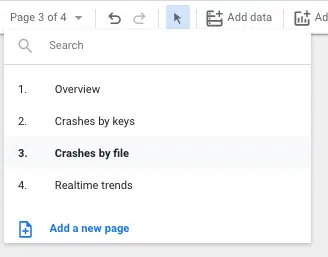 Page 3 of 4 Add data Ad
Search
1. Overview
2. Crashes by keys
3. Crashes by file
4. Realtime trends
Add a new page